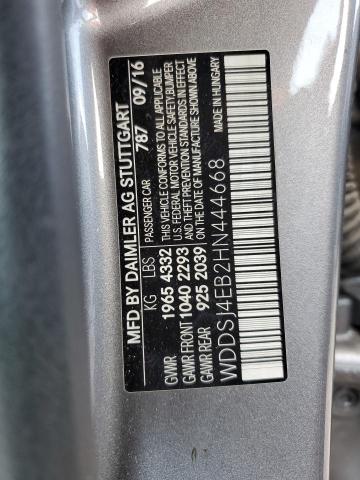 MFD BY DAIMLER AG STUTTGART
PASSENGER CAR 787 09/16
KG LBS
GVWR 1965 4332
GAWR FRONT 1040 2293
GAWR REAR 925 2039
THIS VEHICLE CONFORMS TO ALL APPLICABLE
U.S. FEDERAL MOTOR VEHICLE SAFETY, BUMPER
AND THEFT PREVENTION STANDARDS IN EFFECT
ON THE DATE OF MANUFACTURE SHOWN ABOVE
MADE IN HUNGARY
WDDSJ4EB2HN444668